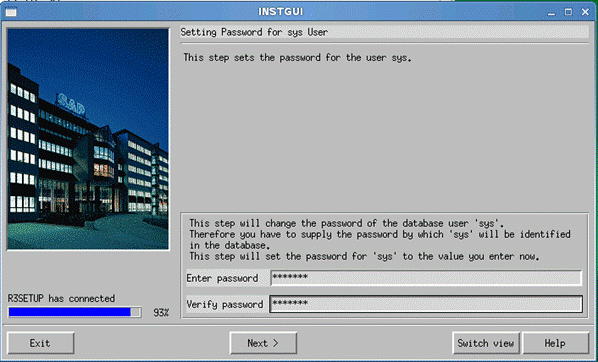 INSTGUI
Setting Password for sys User
This step sets the password for the user sys.
SAP
This step will change the password of the database user 'sys'.
Therefore you have to supply the password by which 'sys' will be identified
in the database.
This step will set the password for 'sys' to the value you enter now.
Enter password *******
Verify password *******
R3SETUP has connected
93%
Exit
Next >
Switch view
Help